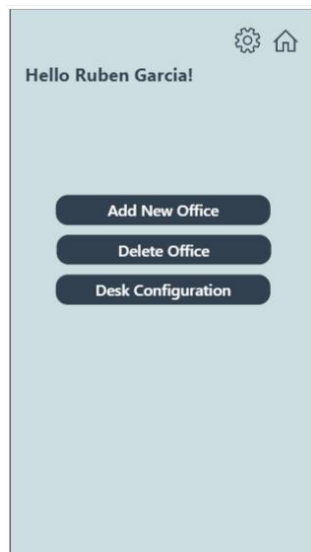 Hello Ruben Garcia!
Add New Office
Delete Office
Desk Configuration